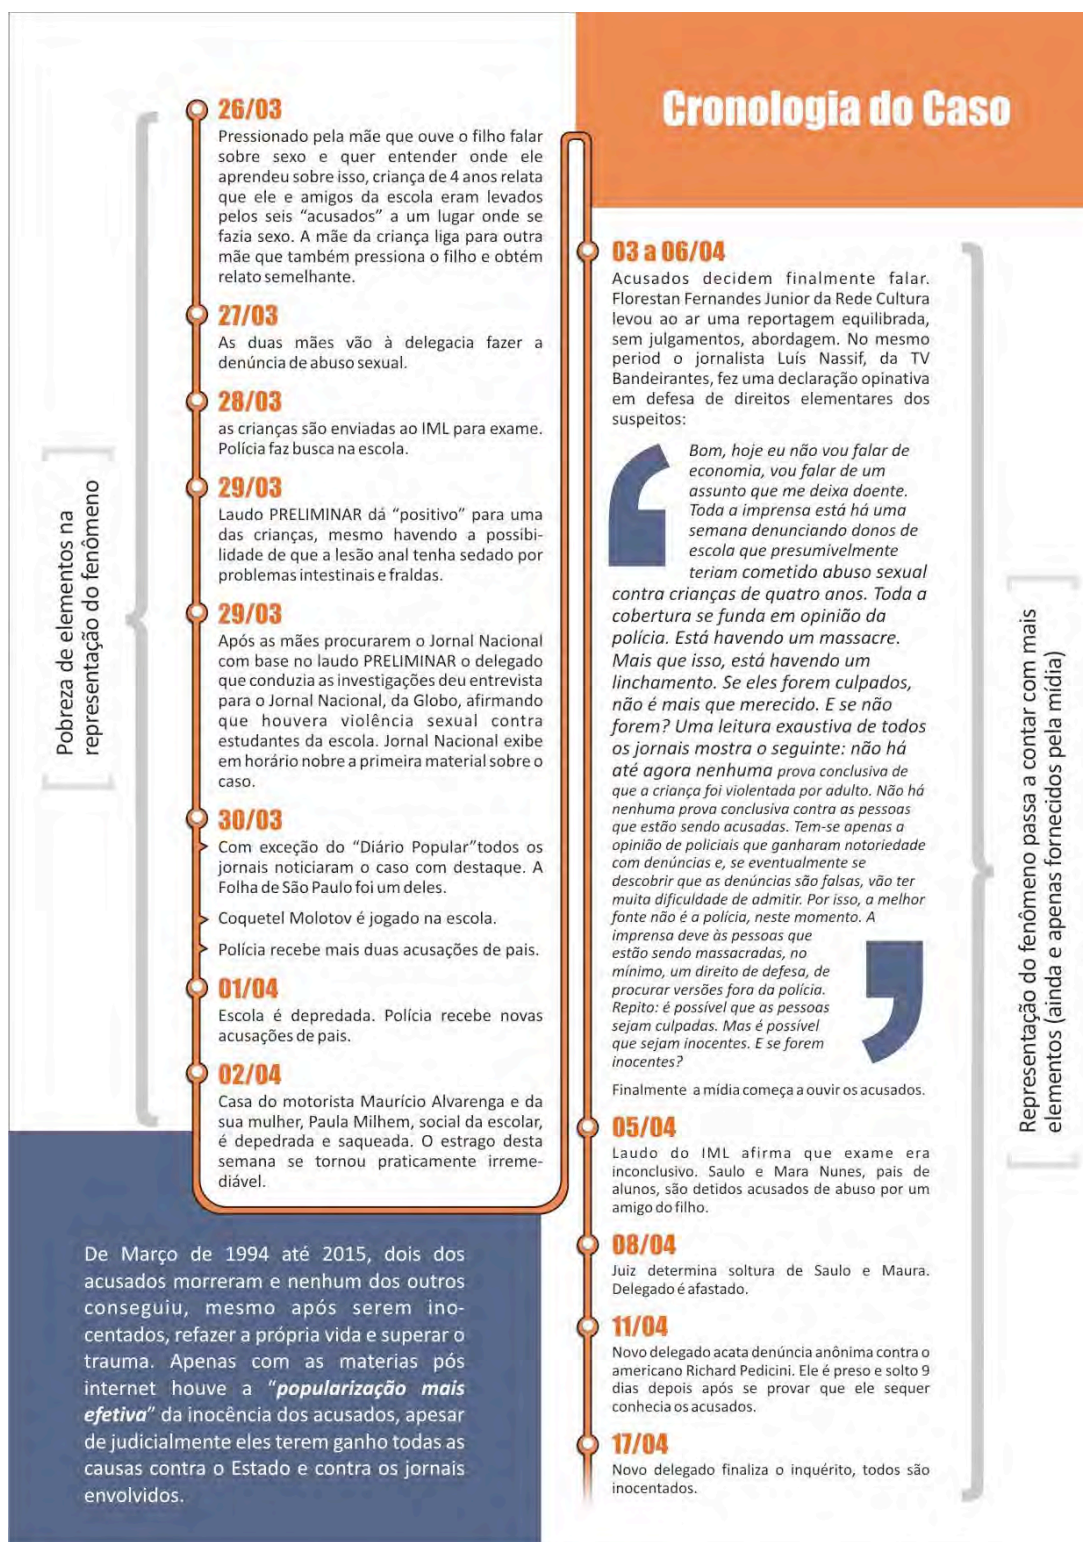 Cronologia do Caso
Pobreza de elementos na
representação do fenômeno
26/03
Pressionado pela mãe que ouve o filho falar
sobre sexo e quer entender onde ele
aprendeu sobre isso, criança de 4 anos relata
que ele e amigos da escola eram levados
pelos seis “acusados” a um lugar onde se
fazia sexo. A mãe da criança liga para outra
mãe que também pressiona o filho e obtém
relato semelhante.
27/03
As duas mães vão à delegacia fazer a
denúncia de abuso sexual.
28/03
as crianças são enviadas ao IML para exame.
Polícia faz busca na escola.
29/03
Laudo PRELIMINAR dá “positivo” para uma
das crianças, mesmo havendo a possibi-
lidade de que a lesão anal tenha sedado por
problemas intestinais e fraldas.
29/03
Após as mães procurarem o Jornal Nacional
com base no laudo PRELIMINAR o delegado
que conduzia as investigações deu entrevista
para o Jornal Nacional, da Globo, afirmando
que houvera violência sexual contra
estudantes da escola. Jornal Nacional exibe
em horário nobre a primeira material sobre o
caso.
30/03
Com exceção do “Diário Popular”todos os
jornais noticiaram o caso com destaque. A
Folha de São Paulo foi um deles.
Coquetel Molotov é jogado na escola.
Polícia recebe mais duas acusações de pais.
01/04
Escola é depredada. Polícia recebe novas
acusações de pais.
02/04
Casa do motorista Maurício Alvarenga e da
sua mulher, Paula Milhem, social da escolar,
é depedrada e saqueada. O estrago desta
semana se tornou praticamente irreme-
diável.
De Março de 1994 até 2015, dois dos
acusados morreram e nenhum dos outros
conseguiu, mesmo após serem ino-
centados, refazer a própria vida e superar o
trauma. Apenas com as materias pós
internet houve a “popularização mais
efetiva” da inocência dos acusados, apesar
de judicialmente eles terem ganho todas as
causas contra o Estado e contra os jornais
envolvidos.
03 a 06/04
Acusados decidem finalmente falar.
Florestan Fernandes Junior da Rede Cultura
levou ao ar uma reportagem equilibrada,
sem julgamentos, abordagem. No mesmo
period o jornalista Luís Nassif, da TV
Bandeirantes, fez uma declaração opinativa
em defesa de direitos elementares dos
suspeitos:
‘
Bom, hoje eu não vou falar de
economia, vou falar de um
assunto que me deixa doente.
Toda a imprensa está há uma
semana denunciando donos de
escola que presumivelmente
teriam cometido abuso sexual
contra crianças de quatro anos. Toda a
cobertura se funda em opinião da
polícia. Está havendo um massacre.
Mais que isso, está havendo um
linchamento. Se eles forem culpados,
não é mais que merecido. E se não
forem? Uma leitura exaustiva de todos
os jornais mostra o seguinte: não há
até agora nenhuma prova conclusiva de
que a criança foi violentada por adulto. Não há
nenhuma prova conclusiva contra as pessoas
que estão sendo acusadas. Tem-se apenas a
opinião de policiais que ganharam notoriedade
com denúncias e, se eventualmente se
descobrir que as denúncias são falsas, vão ter
muita dificuldade de admitir. Por isso, a melhor
fonte não é a polícia, neste momento. A
imprensa deve às pessoas que
estão sendo massacradas, no
mínimo, um direito de defesa, de
procurar versões fora da polícia.
Repito: é possível que as pessoas
sejam culpadas. Mas é possível
que sejam inocentes. E se forem
inocentes?
’
Finalmente a mídia começa a ouvir os acusados.
05/04
Laudo do IML afirma que exame era
inconclusivo. Saulo e Mara Nunes, pais de
alunos, são detidos acusados de abuso por um
amigo do filho.
08/04
Juiz determina soltura de Saulo e Maura.
Delegado é afastado.
11/04
Novo delegado acata denúncia anônima contra o
americano Richard Pedicini. Ele é preso e solto 9
dias depois após se provar que ele sequer
conhecia os acusados.
17/04
Novo delegado finaliza o inquérito, todos são
inocentados.
Representação do fenômeno passa a contar com mais
elementos (ainda e apenas fornecidos pela mídia)